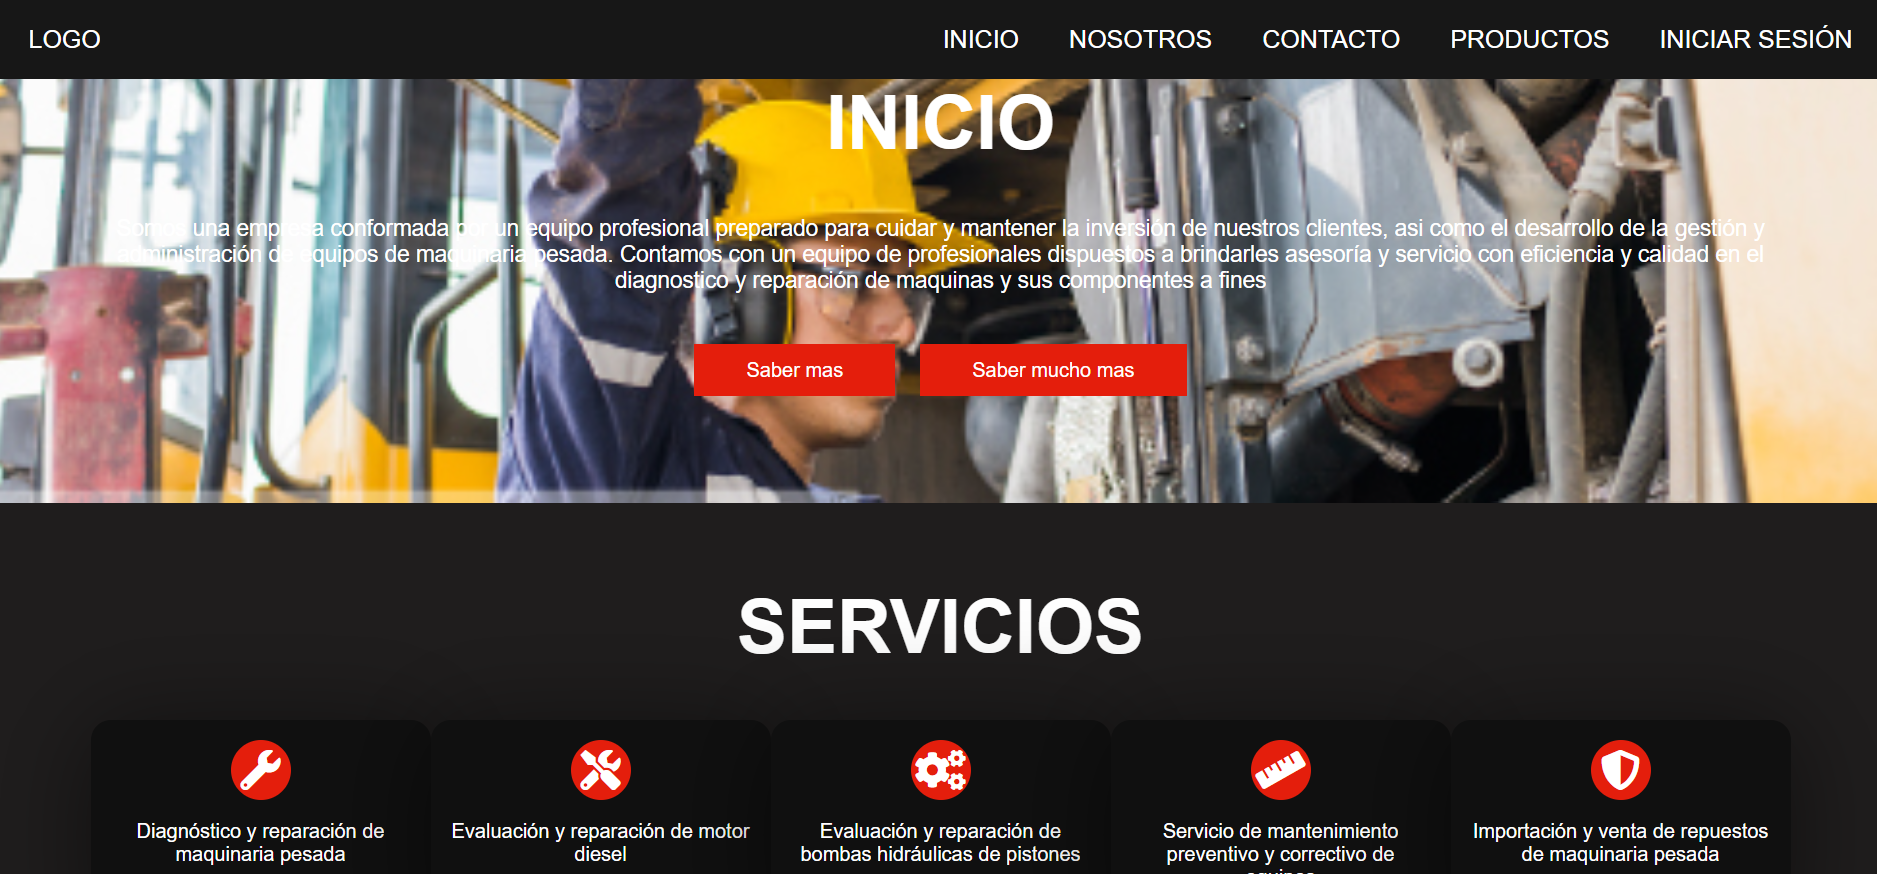 LOGO
INICIO NOSOTROS CONTACTO PRODUCTOS INICIAR SESIÓN
INICIO
Somos una empresa conformada por un equipo profesional preparado para cuidar y mantener la inversión de nuestros clientes, asi como el desarrollo de la gestión y
administración de equipos de maquinaria pesada. Contamos con un equipo de profesionales dispuestos a brindarles asesoría y servicio con eficiencia y calidad en el
diagnostico y reparación de maquinas y sus componentes a fines
Saber mas
Saber mucho mas
SERVICIOS
Diagnóstico y reparación de
maquinaria pesada
Evaluación y reparación de motor
diesel
Evaluación y reparación de
bombas hidráulicas de pistones
Servicio de mantenimiento
preventivo y correctivo de
Importación y venta de repuestos
de maquinaria pesada